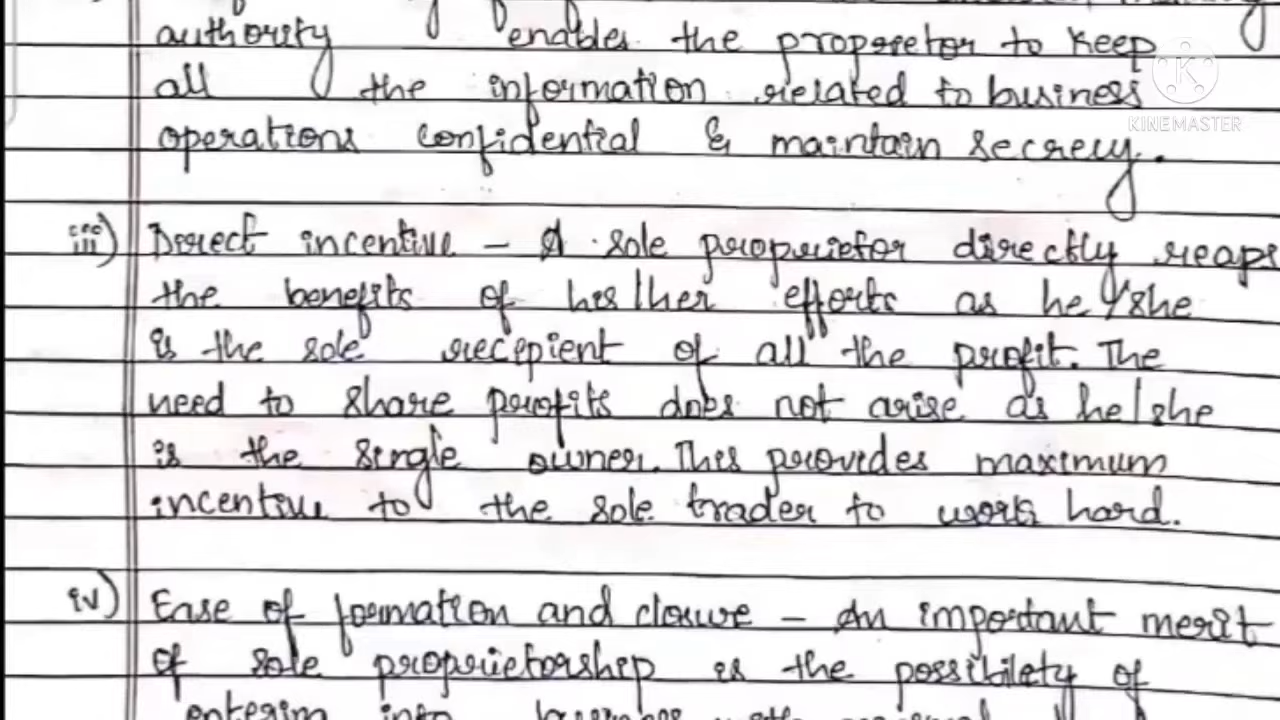 authority enables the proprietor to keep
all the information related to business
operations confidential & maintain secrecy.
KINEMASTER
iii) Direct incentive - A sole proprietor directly reaps
the benefits of his/her efforts as he/she
is the sole recipient of all the profit. The
need to share profits does not arise as he/she
is the single owner. This provides maximum
incentive to the sole trader to work hard.
iv) Ease of formation and closure - An important merit
of sole proprietorship is the possibility of
into